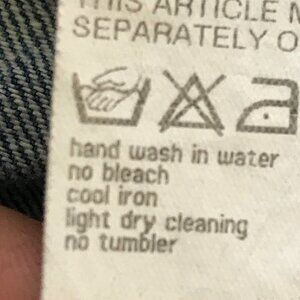 THIS ARTICLE M
SEPARATELY O
hand wash in water
no bleach
cool iron
light dry cleaning
no tumbler